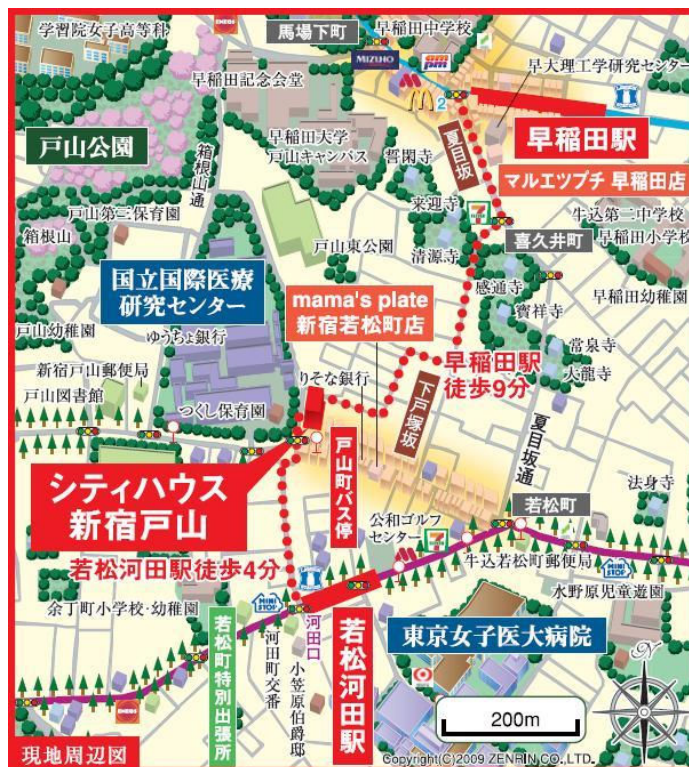 学習院女子高等科
ENEOS
馬場下町
早稲田中学校
MIZUHO
am pm
早大理工学研究センター
早稲田記念会堂
2
早稲田大学
戸山キャンパス
夏目坂
早稲田駅
戸山公園
箱根山通
誓閑寺
マルエツプチ 早稲田店
来迎寺
7
喜久井町
牛込第二中学校
早稲田小学校
戸山第三保育園
箱根山
戸山東公園
清源寺
国立国際医療
研究センター
感通寺
早稲田幼稚園
mama's plate
新宿若松町店
寶祥寺
戸山幼稚園
ゆうちょ銀行
常泉寺
早稲田駅
徒歩9分
大龍寺
新宿戸山郵便局
りそな銀行
戸山図書館
下戸塚坂
つくし保育園
夏目坂通
戸山町バス停
シティハウス
新宿戸山
法身寺
若松町
公和ゴルフ
センター
7
若松河田駅徒歩4分
牛込若松町郵便局
MINI
STOP
水野原児童遊園
MINI
STOP
余丁町小学校・幼稚園
河田口
東京女子医大病院
若松町特別出張所
河田町交番
小笠原伯爵邸
若松河田駅
N
200m
ENEOS
現地周辺図
Copyright(C)2009 ZENRIN CO.,LTD.